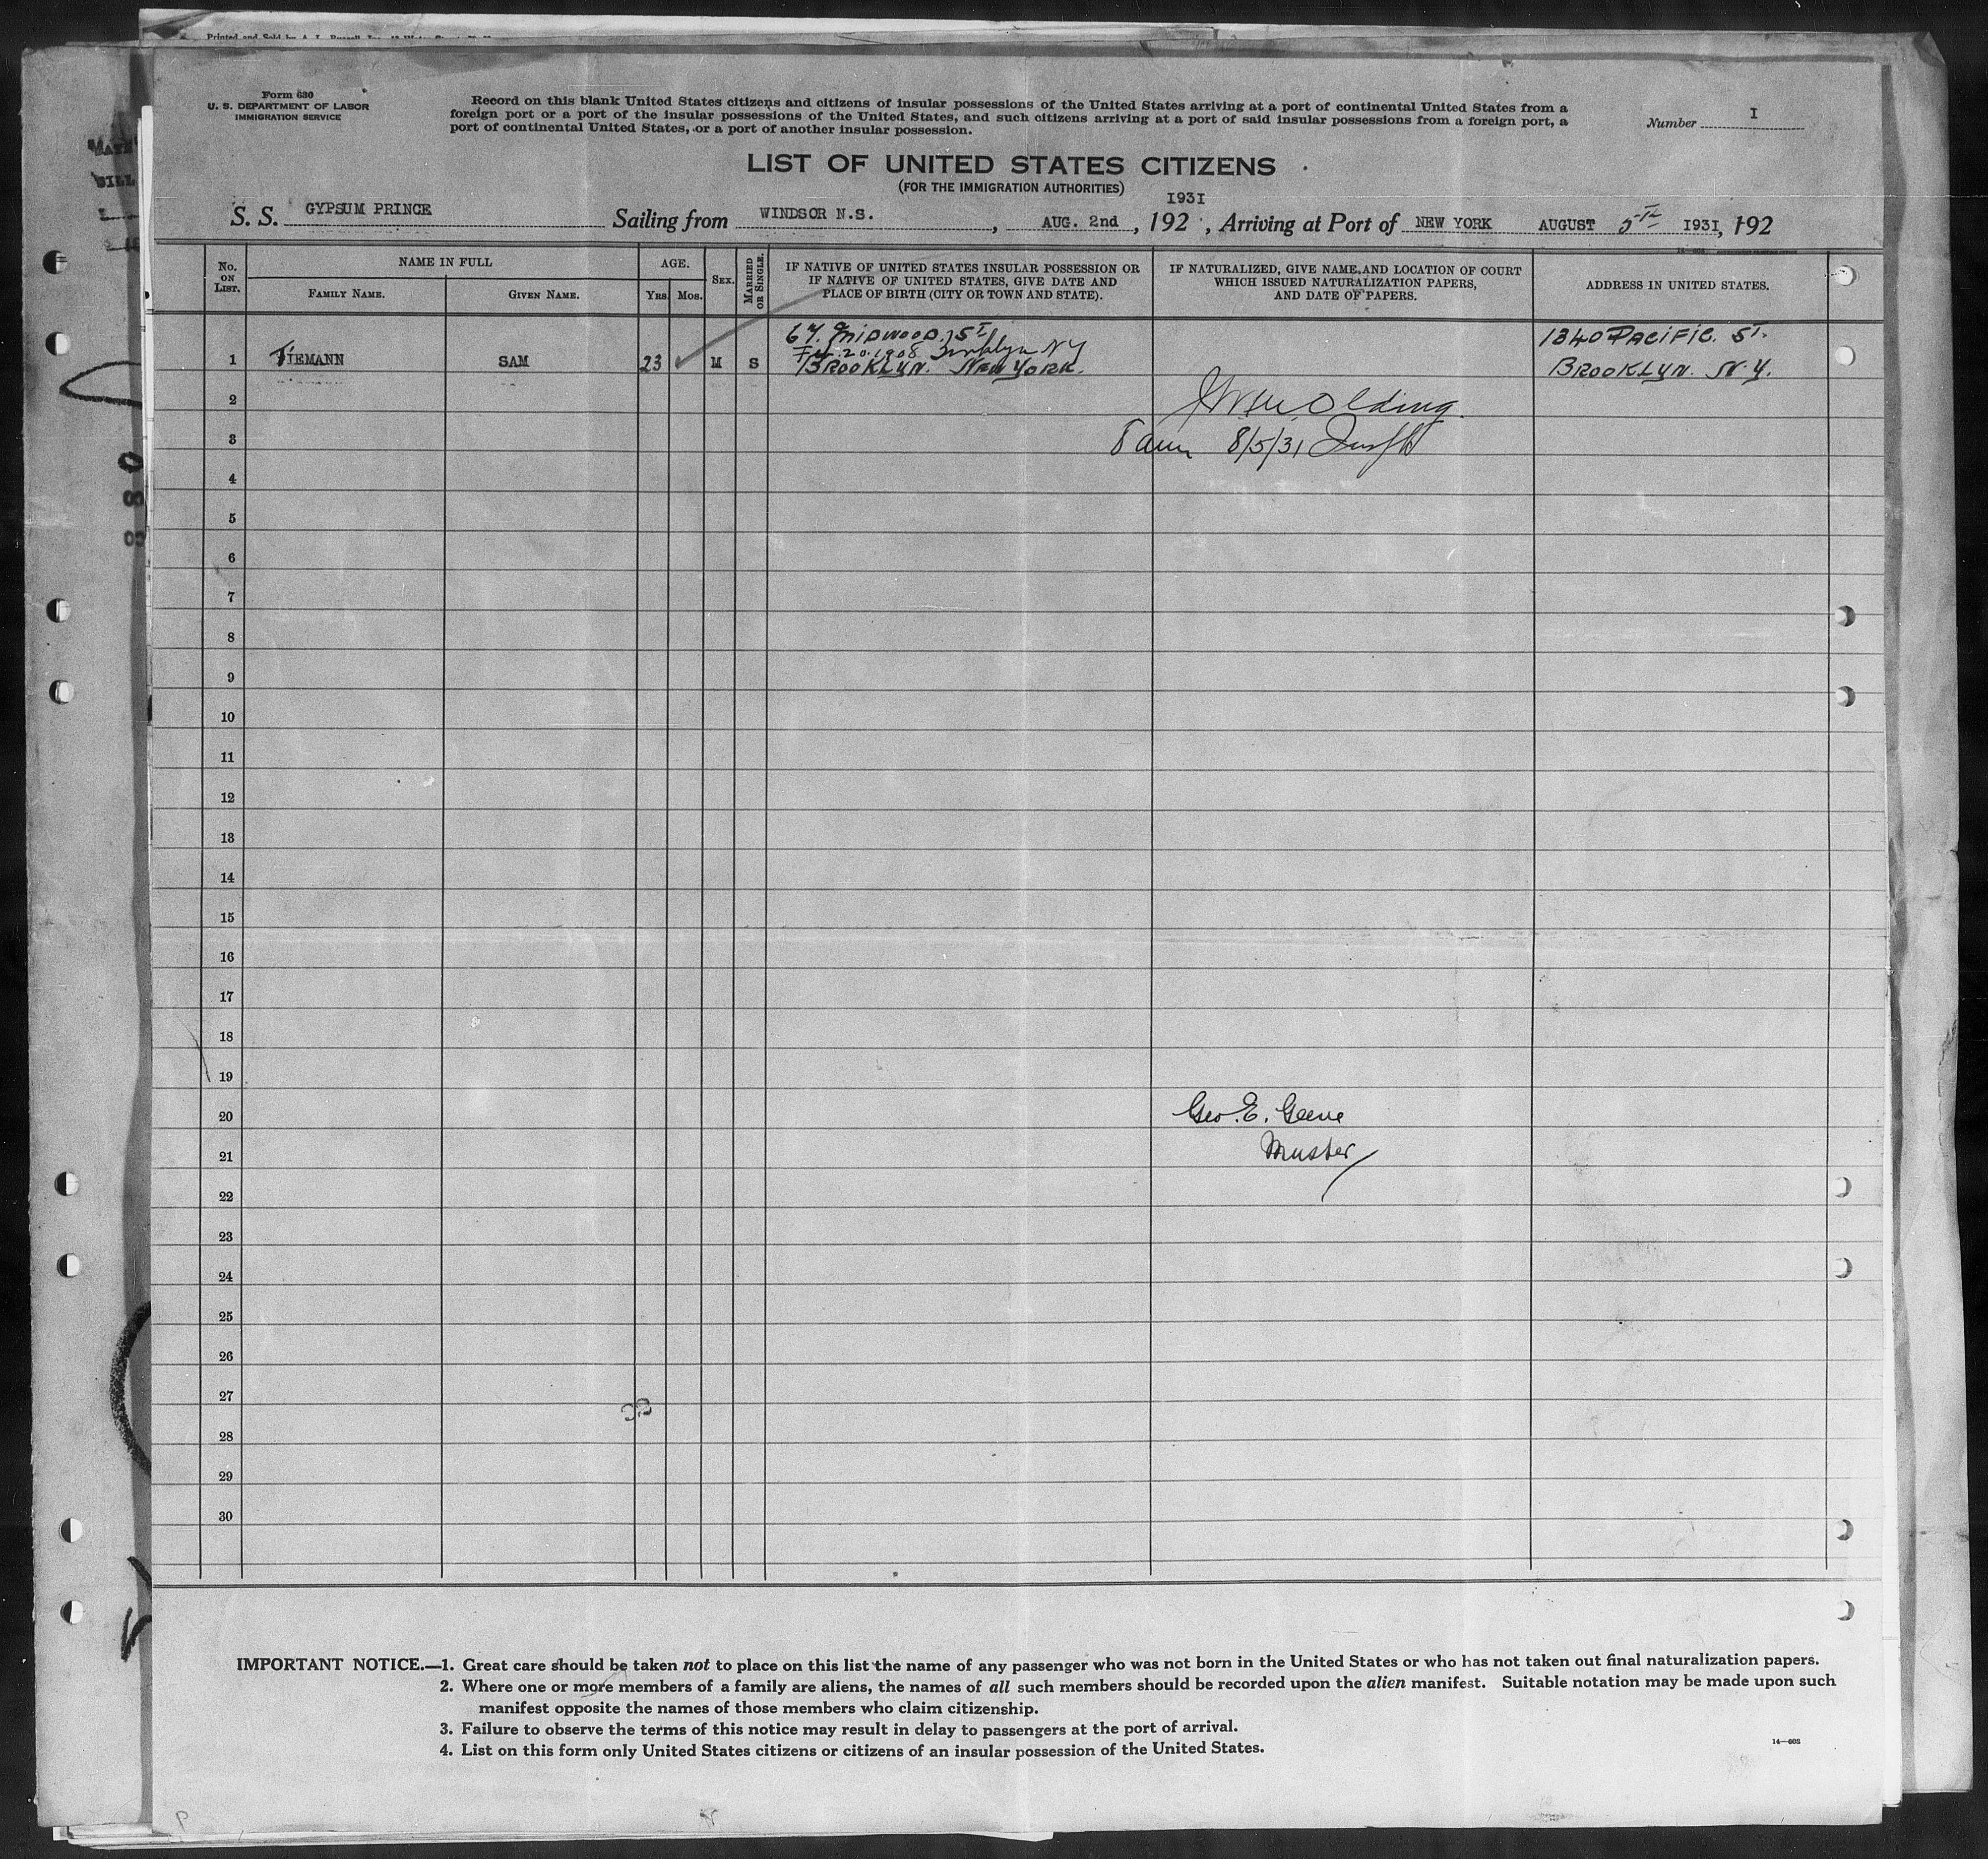 Form 630
U. S. DEPARTMENT OF LABOR
IMMIGRATION SERVICE
Record on this blank United States citizens and citizens of insular possessions of the United States arriving at a port of continental United States from a
foreign port or a port of the insular possessions of the United States, and such citizens arriving at a port of said insular possessions from a foreign port, a
port of continental United States, or a port of another insular possession.
Number I
LIST OF UNITED STATES CITIZENS
(FOR THE IMMIGRATION AUTHORITIES)
S. S. GYPSUM PRINCE Sailing from WINDSOR N.S. , AUG. 2nd , 192 I93I , Arriving at Port of NEW YORK AUGUST 5th I93I, 192
No. ON LIST.
NAME IN FULL
FAMILY NAME.
GIVEN NAME.
AGE.
YRS.
MOS.
SEX.
MARRIED OR SINGLE.
IF NATIVE OF UNITED STATES INSULAR POSSESSION OR
IF NATIVE OF UNITED STATES, GIVE DATE AND
PLACE OF BIRTH (CITY OR TOWN AND STATE).
IF NATURALIZED, GIVE NAME AND LOCATION OF COURT
WHICH ISSUED NATURALIZATION PAPERS,
AND DATE OF PAPERS.
ADDRESS IN UNITED STATES.
67. MIDWOOD. ST
20. 1908 Brooklyn NY
1340 PACIFIC. ST.
1 TIEMANN SAM 23 M S BROOKLYN. NEW YORK. BROOKLYN. N.Y.
2 Olding
3 8 am 8/5/31
4
5
6
7
8
9
10
11
12
13
14
15
16
17
18
19
20 Geo. E.
21 Master
22
23
24
25
26
27
28
29
30
IMPORTANT NOTICE.—1. Great care should be taken not to place on this list the name of any passenger who was not born in the United States or who has not taken out final naturalization papers.
2. Where one or more members of a family are aliens, the names of all such members should be recorded upon the alien manifest. Suitable notation may be made upon such
manifest opposite the names of those members who claim citizenship.
3. Failure to observe the terms of this notice may result in delay to passengers at the port of arrival.
4. List on this form only United States citizens or citizens of an insular possession of the United States.